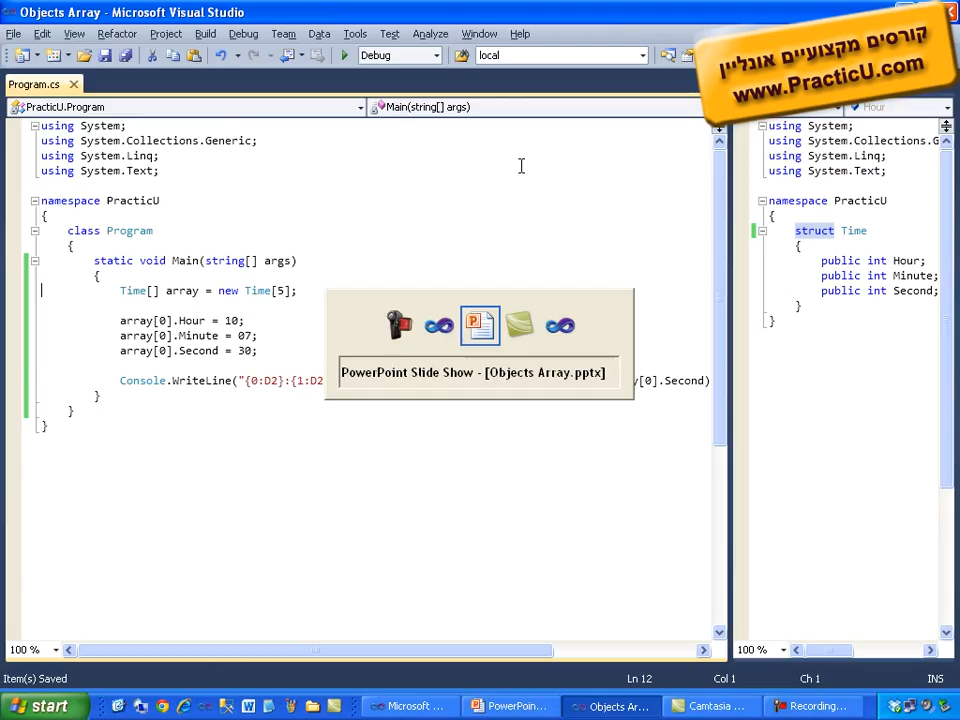 Objects Array - Microsoft Visual Studio
File Edit View Refactor Project Build Debug Team Data Tools Test Analyze Window Help
Debug local
קורסים מקצועיים אונליין
www.PracticU.com
Program.cs
PracticU.Program Main(string[] args) Hour
using System;
using System.Collections.Generic;
using System.Linq;
using System.Text;
namespace PracticU
{
class Program
{
static void Main(string[] args)
{
Time[] array = new Time[5];
array[0].Hour = 10;
array[0].Minute = 07;
array[0].Second = 30;
Console.WriteLine("{0:D2}:{1:D2 y[0].Second)
}
}
}
using System;
using System.Collections.G
using System.Linq;
using System.Text;
namespace PracticU
{
struct Time
{
public int Hour;
public int Minute;
public int Second;
}
}
PowerPoint Slide Show - [Objects Array.pptx]
100 % 100 %
Item(s) Saved Ln 12 Col 1 Ch 1 INS
start Microsoft ... PowerPoin... Objects Ar... Camtasia ... Recording...